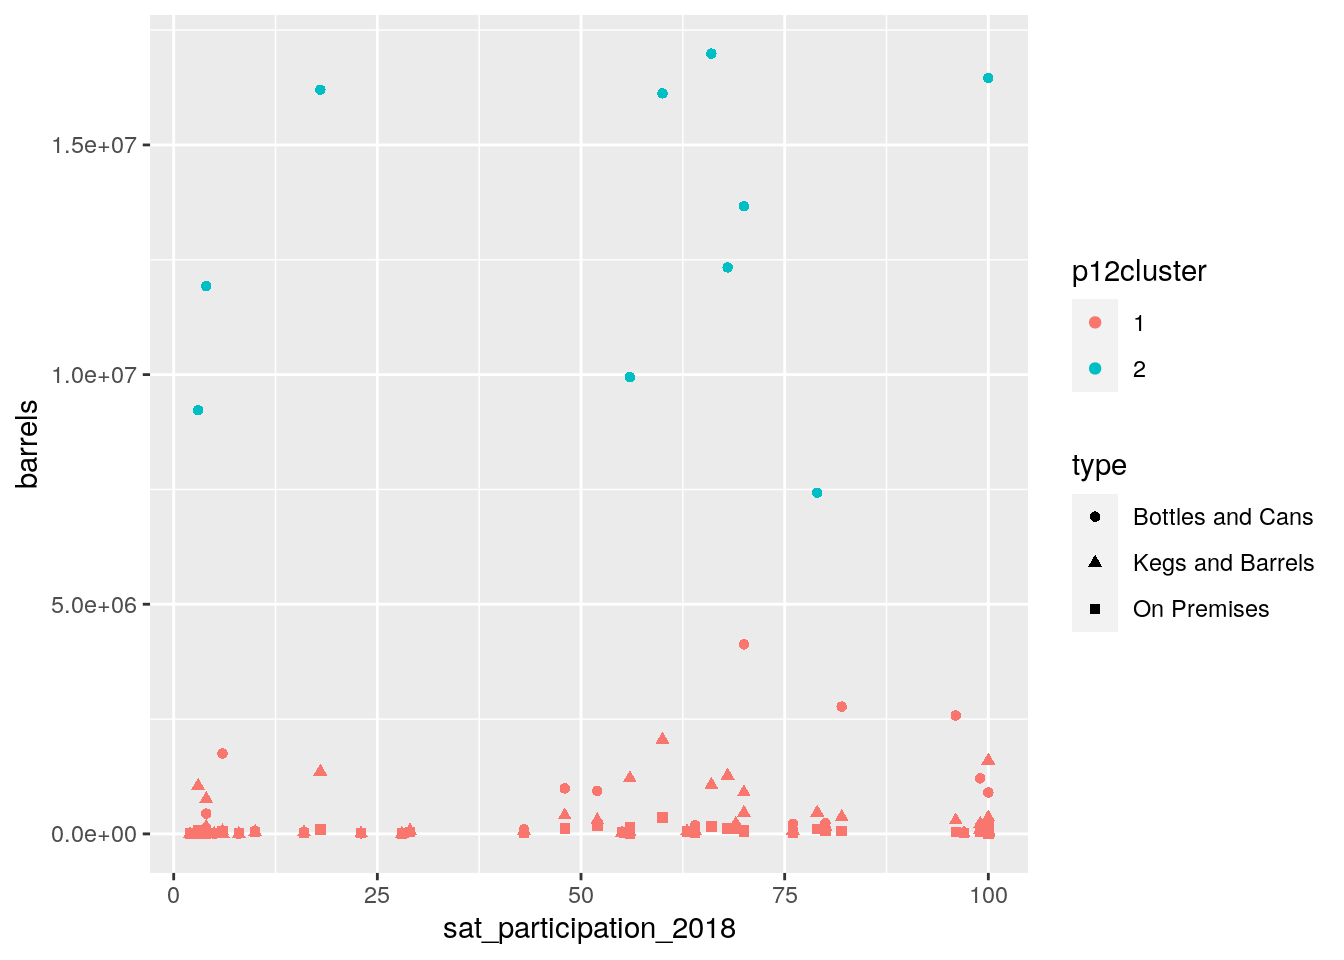 1.5e+07
1.0e+07
5.0e+06
0.0e+00
barrels
0 25 50 75 100
sat_participation_2018
p12cluster
1
2
type
Bottles and Cans
Kegs and Barrels
On Premises